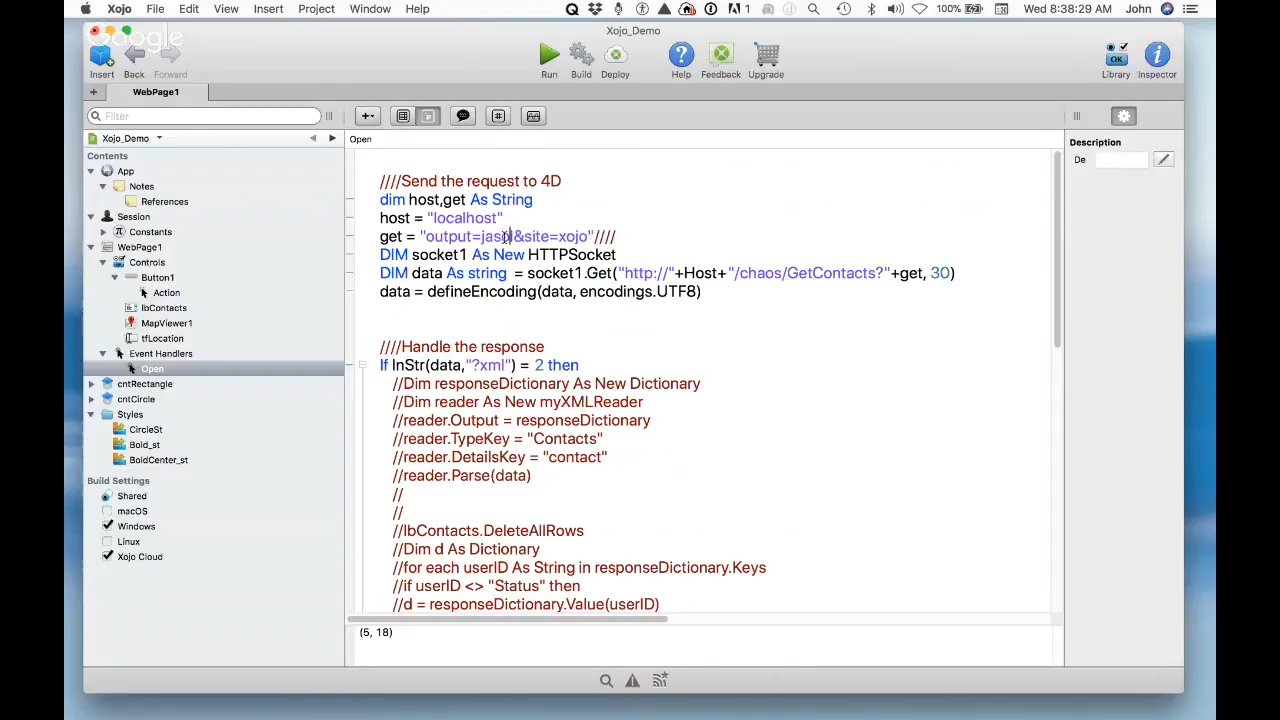 Xojo File Edit View Insert Project Window Help 1 100% Wed 8:38:29 AM John
Xojo_Demo
Google
Insert Back Forward Run Build Deploy Help Feedback Upgrade Library Inspector
OK
+ WebPage1
Filter
Xojo_Demo
Open
Description
De
Contents
App
Notes
References
Session
Constants
WebPage1
Controls
Button1
Action
lbContacts
MapViewer1
tfLocation
Event Handlers
Open
cntRectangle
cntCircle
Styles
CircleSt
Bold_st
BoldCenter_st
Build Settings
Shared
macOS
Windows
Linux
Xojo Cloud
////Send the request to 4D
dim host,get As String
host = "localhost"
get = &site=xojo"////
DIM socket1 As New HTTPSocket
DIM data As string = socket1.Get("http://"+Host+"/chaos/GetContacts?"+get, 30)
data = defineEncoding(data, encodings.UTF8)
////Handle the response
If InStr(data,"?xml") = 2 then
//Dim responseDictionary As New Dictionary
//Dim reader As New myXMLReader
//reader.Output = responseDictionary
//reader.TypeKey = "Contacts"
//reader.DetailsKey = "contact"
//reader.Parse(data)
//
//
//lbContacts.DeleteAllRows
//Dim d As Dictionary
//for each userID As String in responseDictionary.Keys
//if userID <> "Status" then
//d = responseDictionary.Value(userID)
(5, 18)